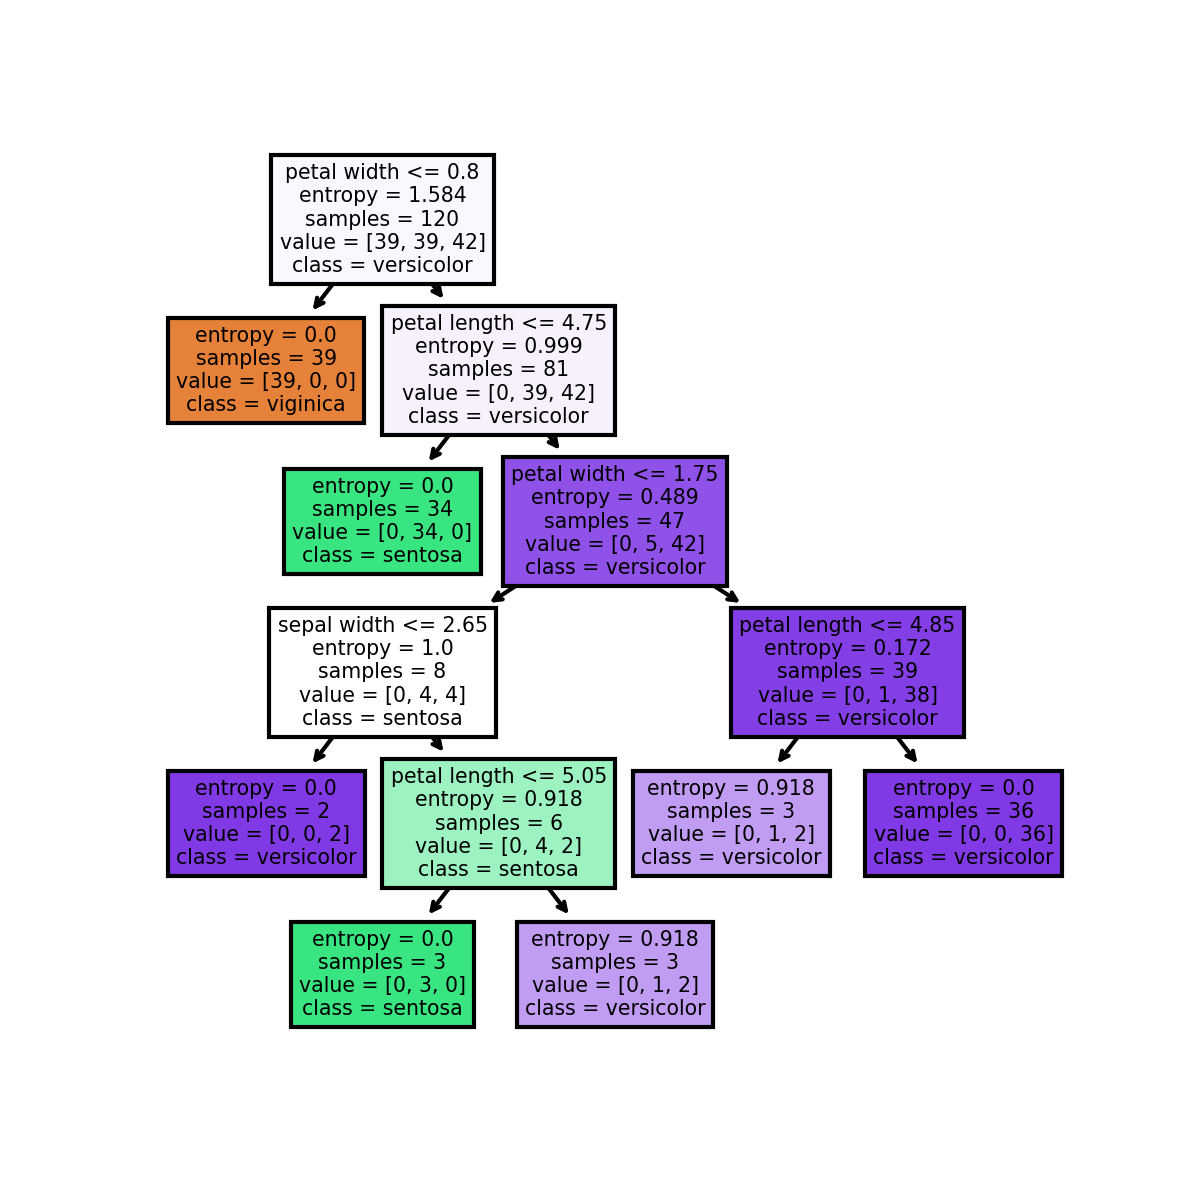 petal width <= 0.8
entropy = 1.584
samples = 120
value = [39, 39, 42]
class = versicolor
entropy = 0.0
samples = 39
value = [39, 0, 0]
class = viginica
petal length <= 4.75
entropy = 0.999
samples = 81
value = [0, 39, 42]
class = versicolor
entropy = 0.0
samples = 34
value = [0, 34, 0]
class = sentosa
petal width <= 1.75
entropy = 0.489
samples = 47
value = [0, 5, 42]
class = versicolor
sepal width <= 2.65
entropy = 1.0
samples = 8
value = [0, 4, 4]
class = sentosa
petal length <= 4.85
entropy = 0.172
samples = 39
value = [0, 1, 38]
class = versicolor
entropy = 0.0
samples = 2
value = [0, 0, 2]
class = versicolor
petal length <= 5.05
entropy = 0.918
samples = 6
value = [0, 4, 2]
class = sentosa
entropy = 0.918
samples = 3
value = [0, 1, 2]
class = versicolor
entropy = 0.0
samples = 36
value = [0, 0, 36]
class = versicolor
entropy = 0.0
samples = 3
value = [0, 3, 0]
class = sentosa
entropy = 0.918
samples = 3
value = [0, 1, 2]
class = versicolor